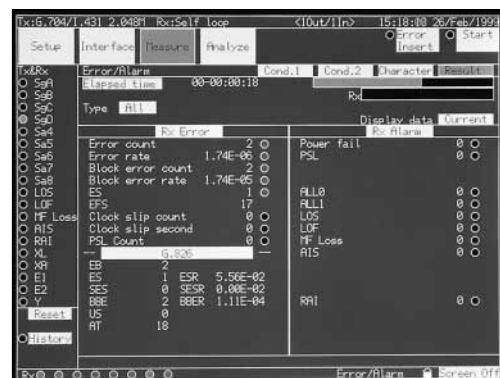 Tx:G.704/1.431 2.048M Rx:Self loop <1Out/1In> 15:18:08 26/Feb/1999
Setup Interface Measure Analyze Error Insert Start
Tx&Rx Error/Alarm Cond.1 Cond.2 Character Result
SgA Elapsed time 00-00:00:18
SgB Rx
SgC Type All
SgD Display data Current
Sa4 Rx Error Rx Alarm
Sa5 Error count 2 Power fail 0
Sa6 Error rate 1.74E-06 PSL 0
Sa7 Block error count 2
Sa8 Block error rate 1.74E-05
LOS ES 1 ALL0 0
LOF EFS 17 ALL1 0
MF Loss Clock slip count 0 LOS 0
AIS Clock slip second 0 LOF 0
RAI PSL Count 0 MF Loss 0
XL -- G.826 -- AIS 0
XA EB 2
E1 ES 1 ESR 5.56E-02
E2 SES 0 SESR 0.00E-02
Y BBE 2 BBER 1.11E-04 RAI 0
Reset US 0
AT 18
History
Rx Error/Alarm Screen Off